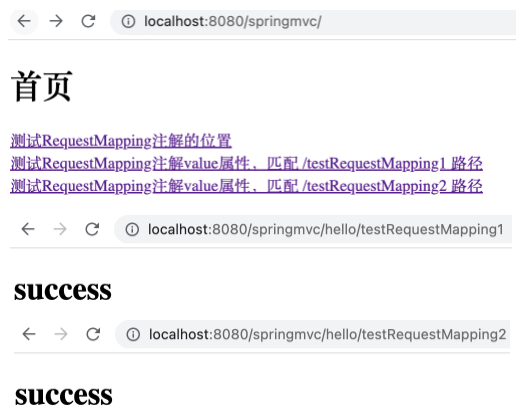 localhost:8080/springmvc/
首页
测试RequestMapping注解的位置
测试RequestMapping注解value属性，匹配 /testRequestMapping1 路径
测试RequestMapping注解value属性，匹配 /testRequestMapping2 路径
localhost:8080/springmvc/hello/testRequestMapping1
success
localhost:8080/springmvc/hello/testRequestMapping2
success